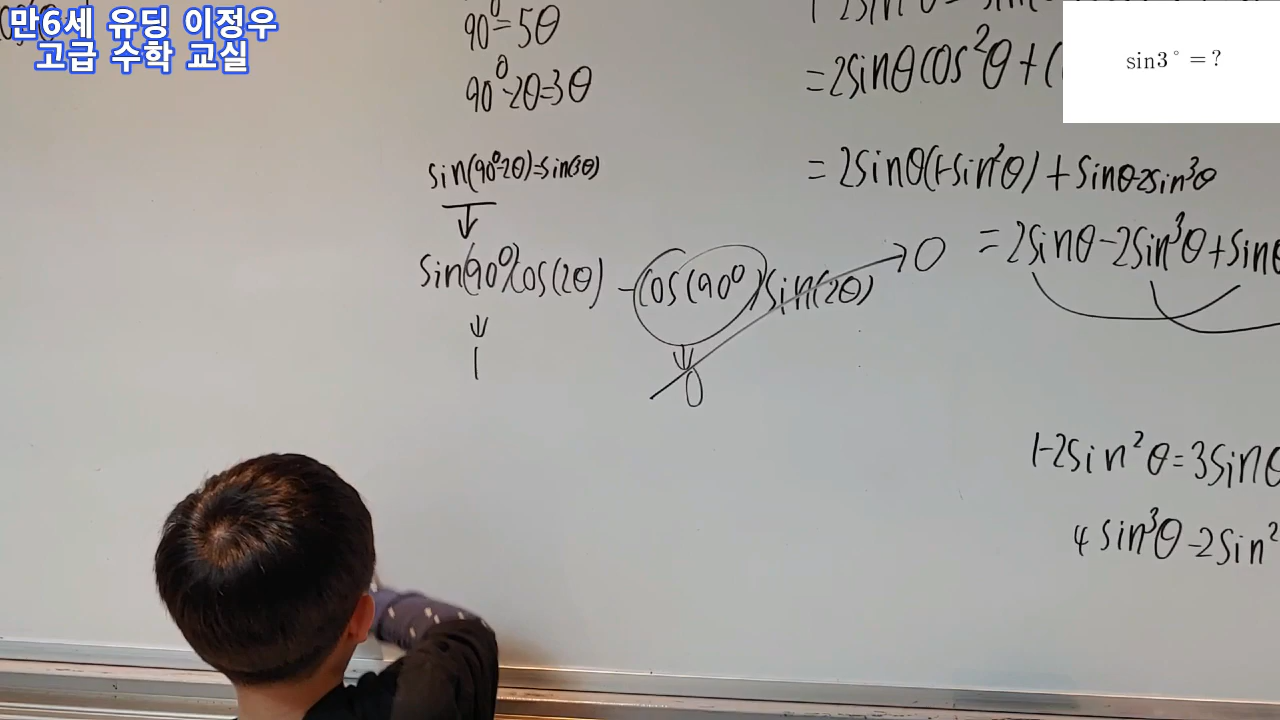 만6세 유딩 이정우
고급 수학 교실
90°=5θ
90°-2θ=3θ
sin(90°-2θ)=sin(3θ)
sin(90°)cos(2θ) - cos(90°)sin(2θ) → 0
↓ 1
↓ 0
=2sinθcos²θ+(
=2sinθ(1-sin²θ)+sinθ-2sin³θ
=2sinθ-2sin³θ+sinθ
1-2sin²θ=3sinθ
4sin³θ-2sin²
sin3°=?